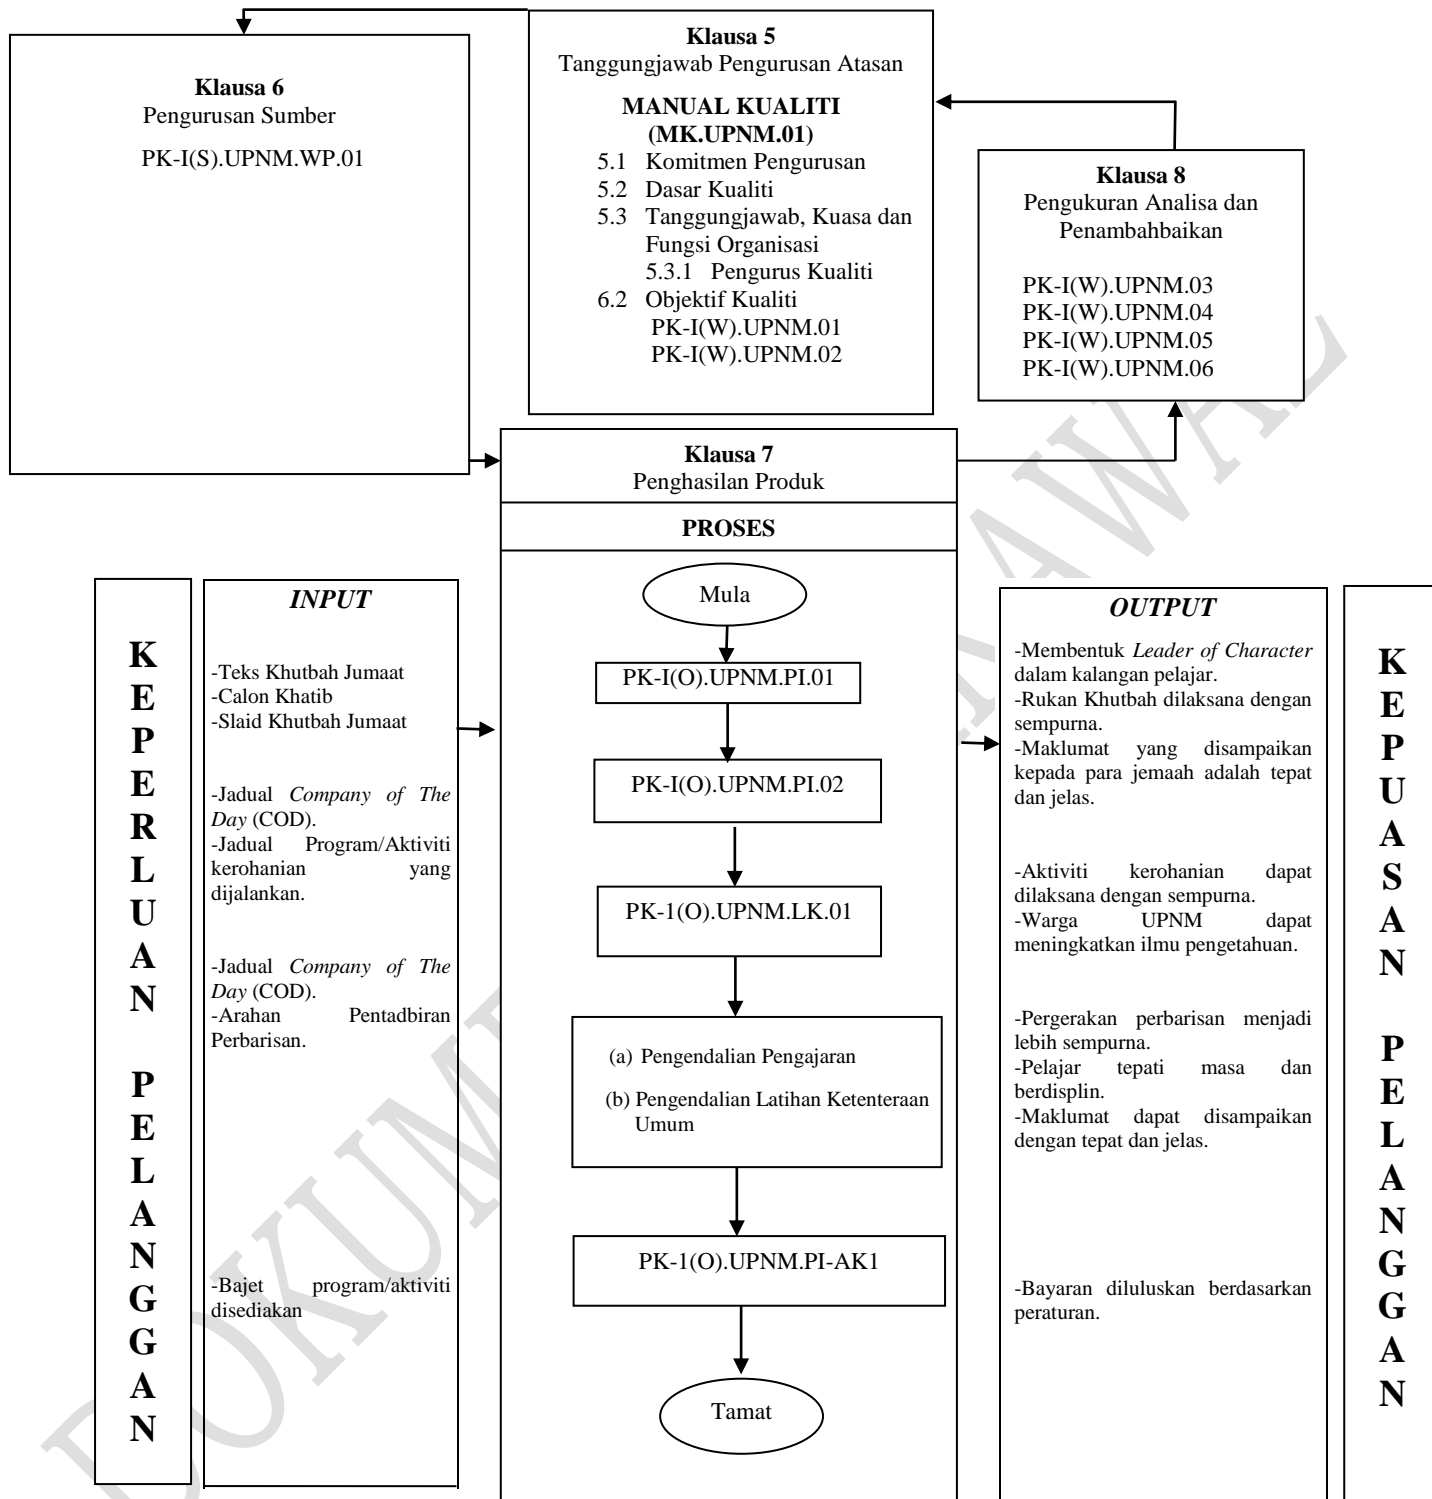 Klausa 6
Pengurusan Sumber
PK-I(S).UPNM.WP.01
Klausa 5
Tanggungjawab Pengurusan Atasan
MANUAL KUALITI
(MK.UPNM.01)
5.1 Komitmen Pengurusan
5.2 Dasar Kualiti
5.3 Tanggungjawab, Kuasa dan
Fungsi Organisasi
5.3.1 Pengurus Kualiti
6.2 Objektif Kualiti
PK-I(W).UPNM.01
PK-I(W).UPNM.02
Klausa 8
Pengukuran Analisa dan
Penambahbaikan
PK-I(W).UPNM.03
PK-I(W).UPNM.04
PK-I(W).UPNM.05
PK-I(W).UPNM.06
Klausa 7
Penghasilan Produk
PROSES
KEPERLUAN PELANGGAN
INPUT
-Teks Khutbah Jumaat
-Calon Khatib
-Slaid Khutbah Jumaat
-Jadual Company of The
Day (COD).
-Jadual Program/Aktiviti
kerohanian yang
dijalankan.
-Jadual Company of The
Day (COD).
-Arahan Pentadbiran
Perbarisan.
-Bajet program/aktiviti
disediakan
Mula
PK-I(O).UPNM.PI.01
PK-I(O).UPNM.PI.02
PK-1(O).UPNM.LK.01
(a) Pengendalian Pengajaran
(b) Pengendalian Latihan Ketenteraan
Umum
PK-1(O).UPNM.PI-AK1
Tamat
OUTPUT
-Membentuk Leader of Character
dalam kalangan pelajar.
-Rukan Khutbah dilaksana dengan
sempurna.
-Maklumat yang disampaikan
kepada para jemaah adalah tepat
dan jelas.
-Aktiviti kerohanian dapat
dilaksana dengan sempurna.
-Warga UPNM dapat
meningkatkan ilmu pengetahuan.
-Pergerakan perbarisan menjadi
lebih sempurna.
-Pelajar tepati masa dan
berdisplin.
-Maklumat dapat disampaikan
dengan tepat dan jelas.
-Bayaran diluluskan berdasarkan
peraturan.
KEPUASAN PELANGGAN